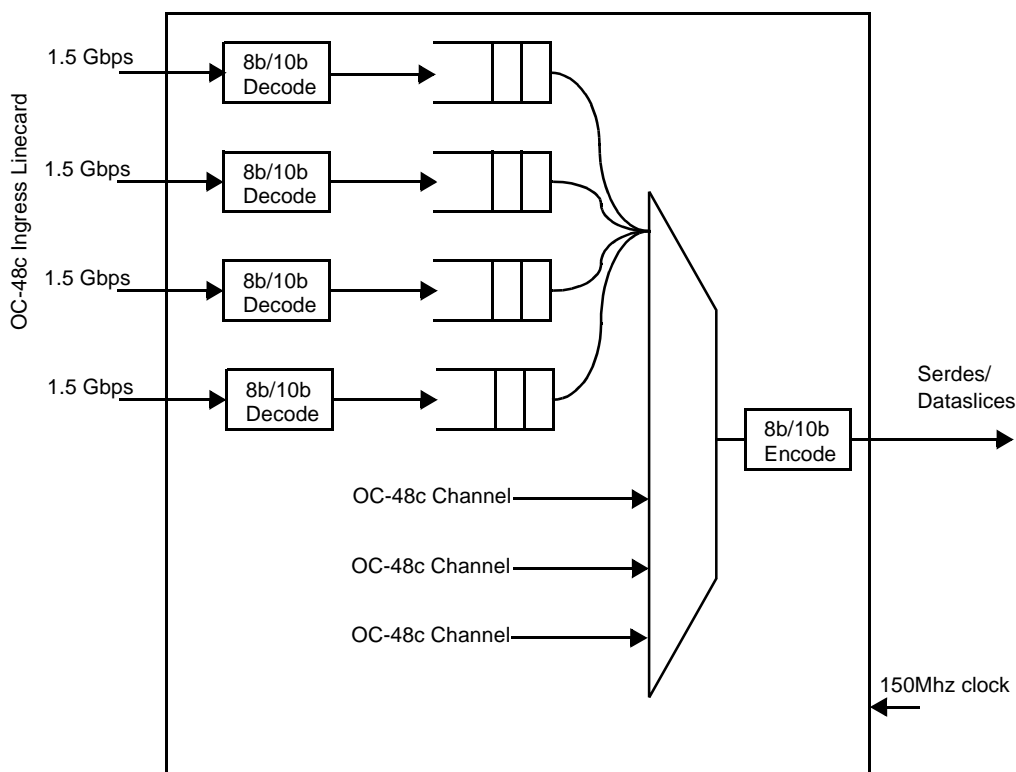 1.5 Gbps
8b/10b
Decode
1.5 Gbps
8b/10b
Decode
1.5 Gbps
8b/10b
Decode
1.5 Gbps
8b/10b
Decode
OC-48c Ingress Linecard
OC-48c Channel
OC-48c Channel
OC-48c Channel
8b/10b
Encode
Serdes/
Dataslices
150Mhz clock